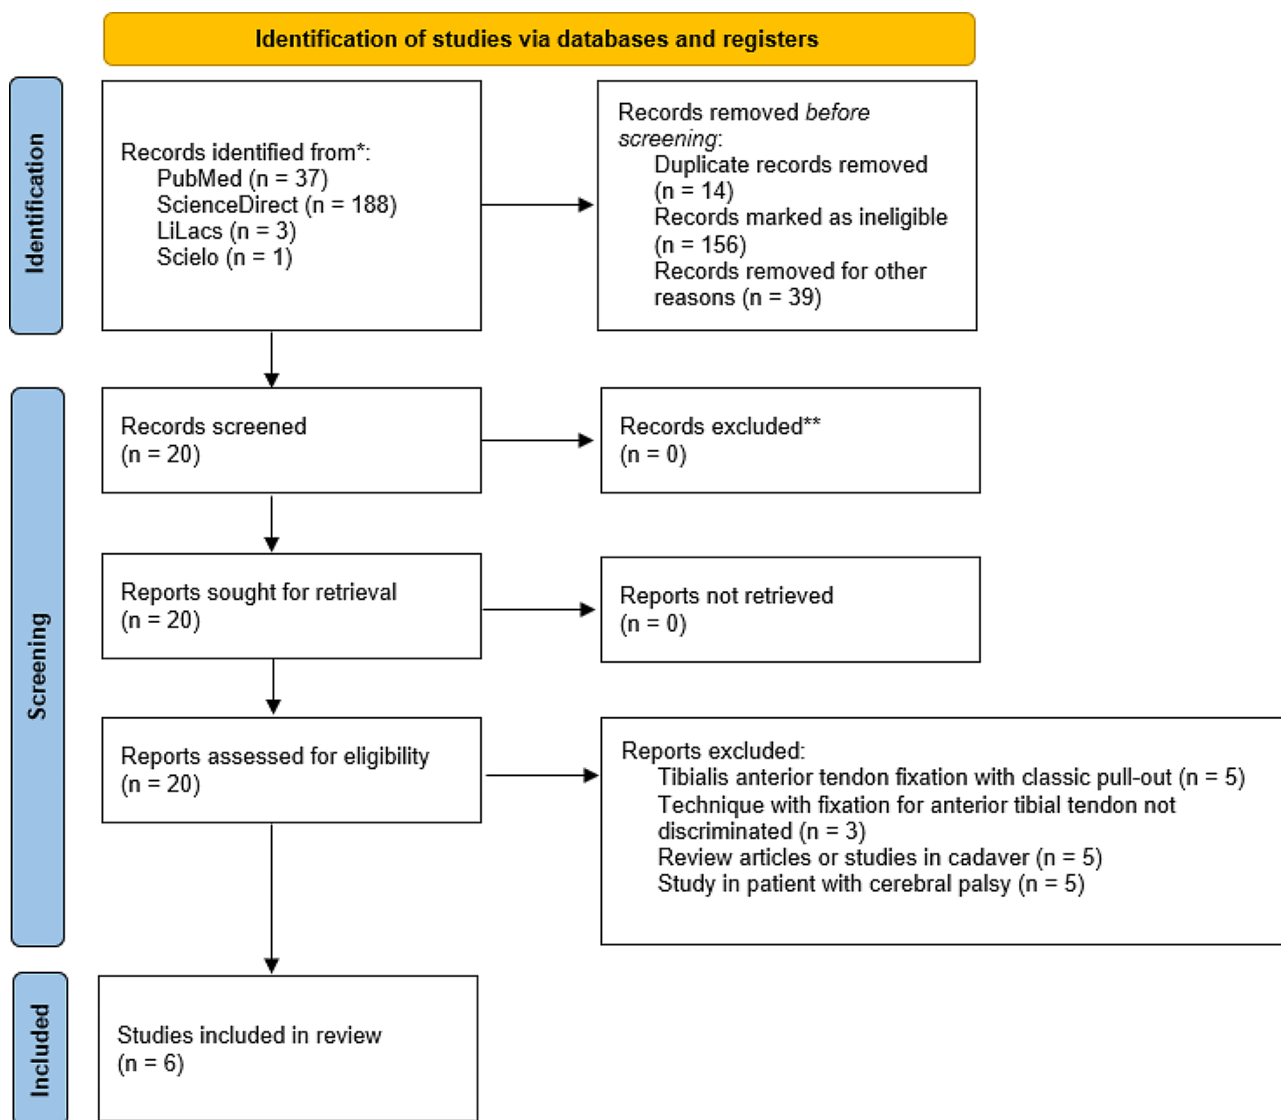 Identification of studies via databases and registers
Identification
Records identified from*:
PubMed (n = 37)
ScienceDirect (n = 188)
LiLacs (n = 3)
Scielo (n = 1)
Records removed before
screening:
Duplicate records removed
(n = 14)
Records marked as ineligible
(n = 156)
Records removed for other
reasons (n = 39)
Screening
Records screened
(n = 20)
Records excluded**
(n = 0)
Reports sought for retrieval
(n = 20)
Reports not retrieved
(n = 0)
Reports assessed for eligibility
(n = 20)
Reports excluded:
Tibialis anterior tendon fixation with classic pull-out (n = 5)
Technique with fixation for anterior tibial tendon not
discriminated (n = 3)
Review articles or studies in cadaver (n = 5)
Study in patient with cerebral palsy (n = 5)
Included
Studies included in review
(n = 6)